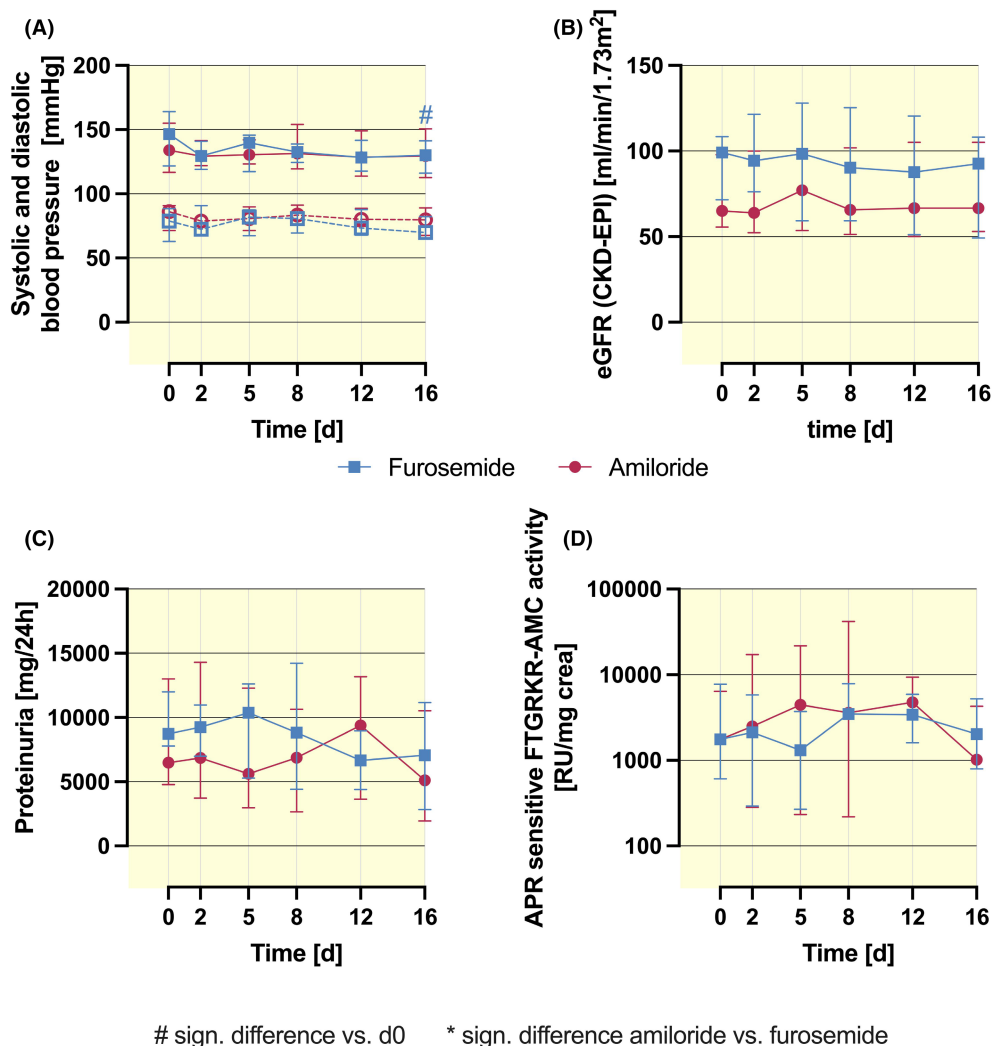 (A)
Systolic and diastolic
blood pressure [mmHg]
200
150
100
50
0
#
0 2 5 8 12 16
Time [d]
(B)
eGFR (CKD-EPI) [ml/min/1.73m²]
150
100
50
0
0 2 5 8 12 16
time [d]
Furosemide
Amiloride
(C)
Proteinuria [mg/24h]
20000
15000
10000
5000
0
0 2 5 8 12 16
Time [d]
(D)
APR sensitive FTGRKR-AMC activity
[RU/mg crea]
100000
10000
1000
100
0 2 5 8 12 16
Time [d]
# sign. difference vs. d0 * sign. difference amiloride vs. furosemide